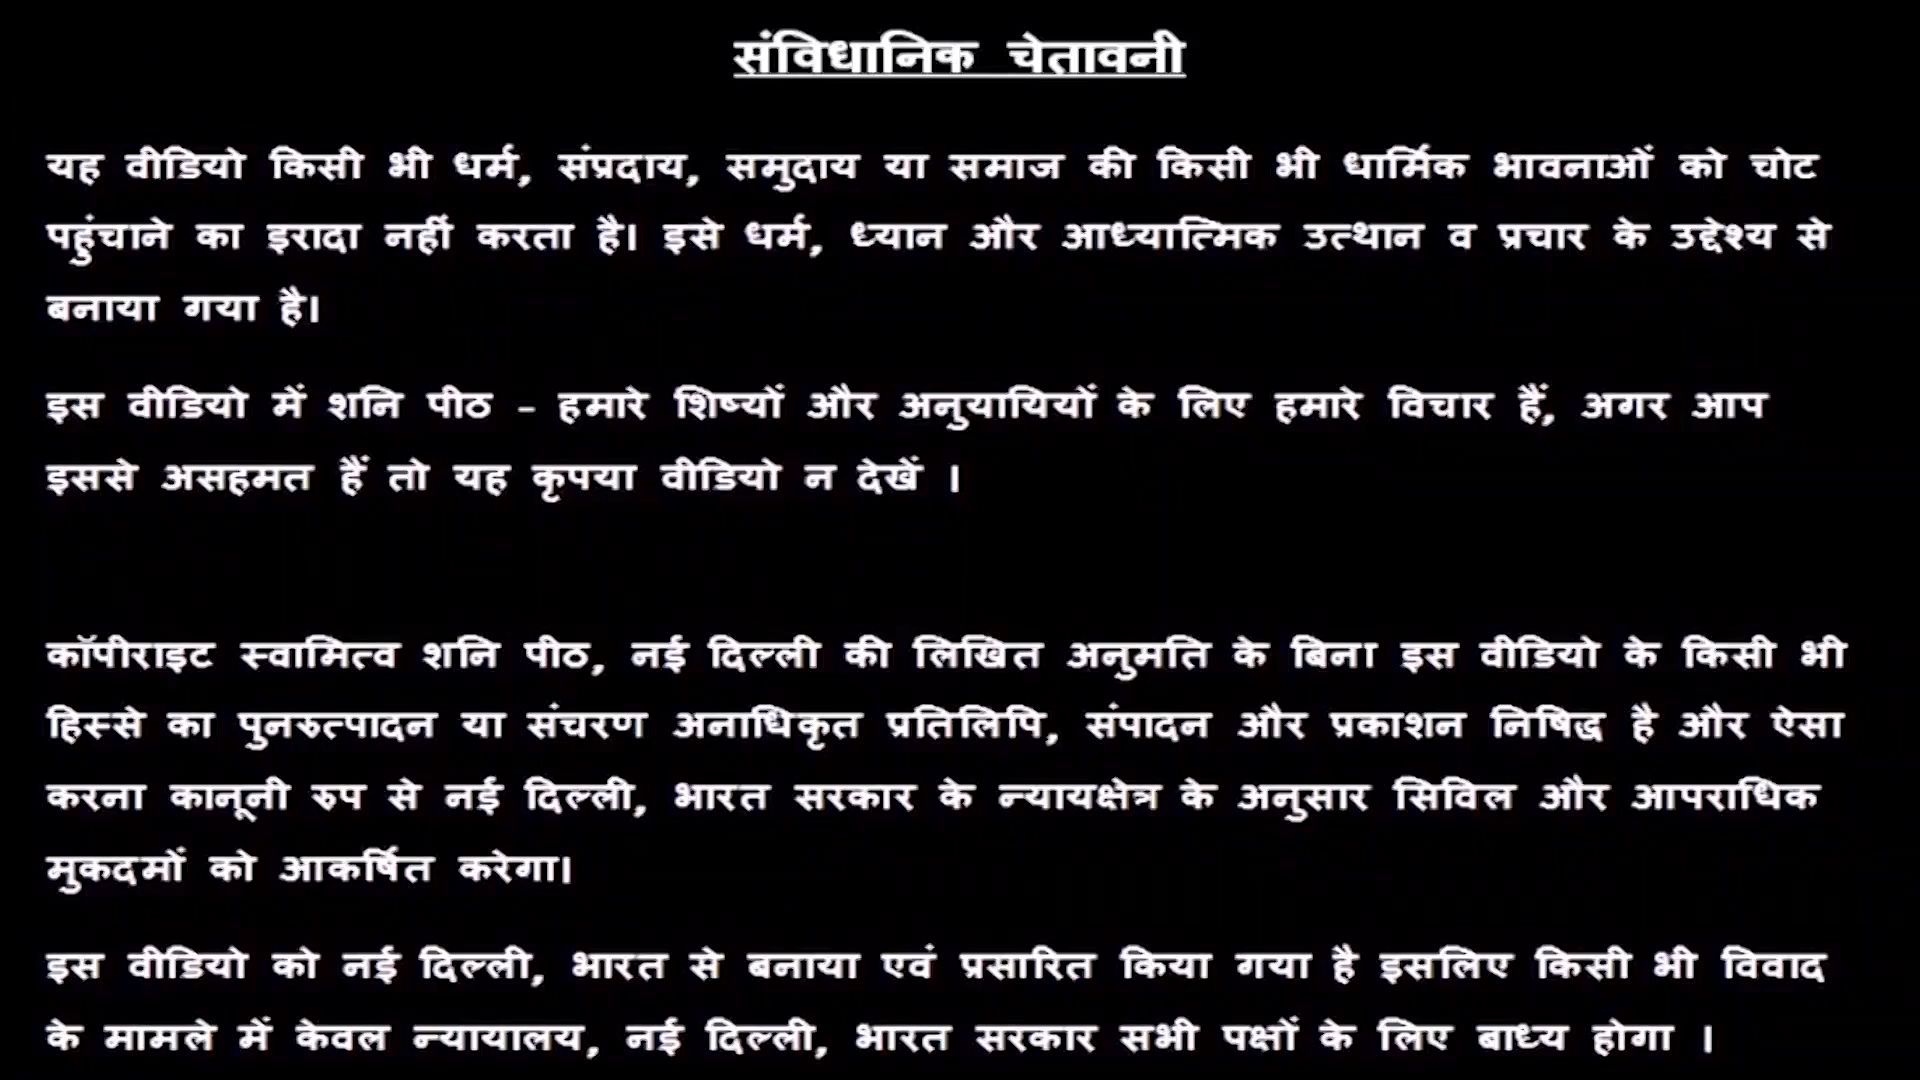 संविधानिक चेतावनी
यह वीडियो किसी भी धर्म, संप्रदाय, समुदाय या समाज की किसी भी धार्मिक भावनाओं को चोट
पहुंचाने का इरादा नहीं करता है। इसे धर्म, ध्यान और आध्यात्मिक उत्थान व प्रचार के उद्देश्य से
बनाया गया है।
इस वीडियो में शनि पीठ - हमारे शिष्यों और अनुयायियों के लिए हमारे विचार हैं, अगर आप
इससे असहमत हैं तो यह कृपया वीडियो न देखें ।
कॉपीराइट स्वामित्व शनि पीठ, नई दिल्ली की लिखित अनुमति के बिना इस वीडियो के किसी भी
हिस्से का पुनरुत्पादन या संचरण अनाधिकृत प्रतिलिपि, संपादन और प्रकाशन निषिद्ध है और ऐसा
करना कानूनी रुप से नई दिल्ली, भारत सरकार के न्यायक्षेत्र के अनुसार सिविल और आपराधिक
मुकदमों को आकर्षित करेगा।
इस वीडियो को नई दिल्ली, भारत से बनाया एवं प्रसारित किया गया है इसलिए किसी भी विवाद
के मामले में केवल न्यायालय, नई दिल्ली, भारत सरकार सभी पक्षों के लिए बाध्य होगा ।